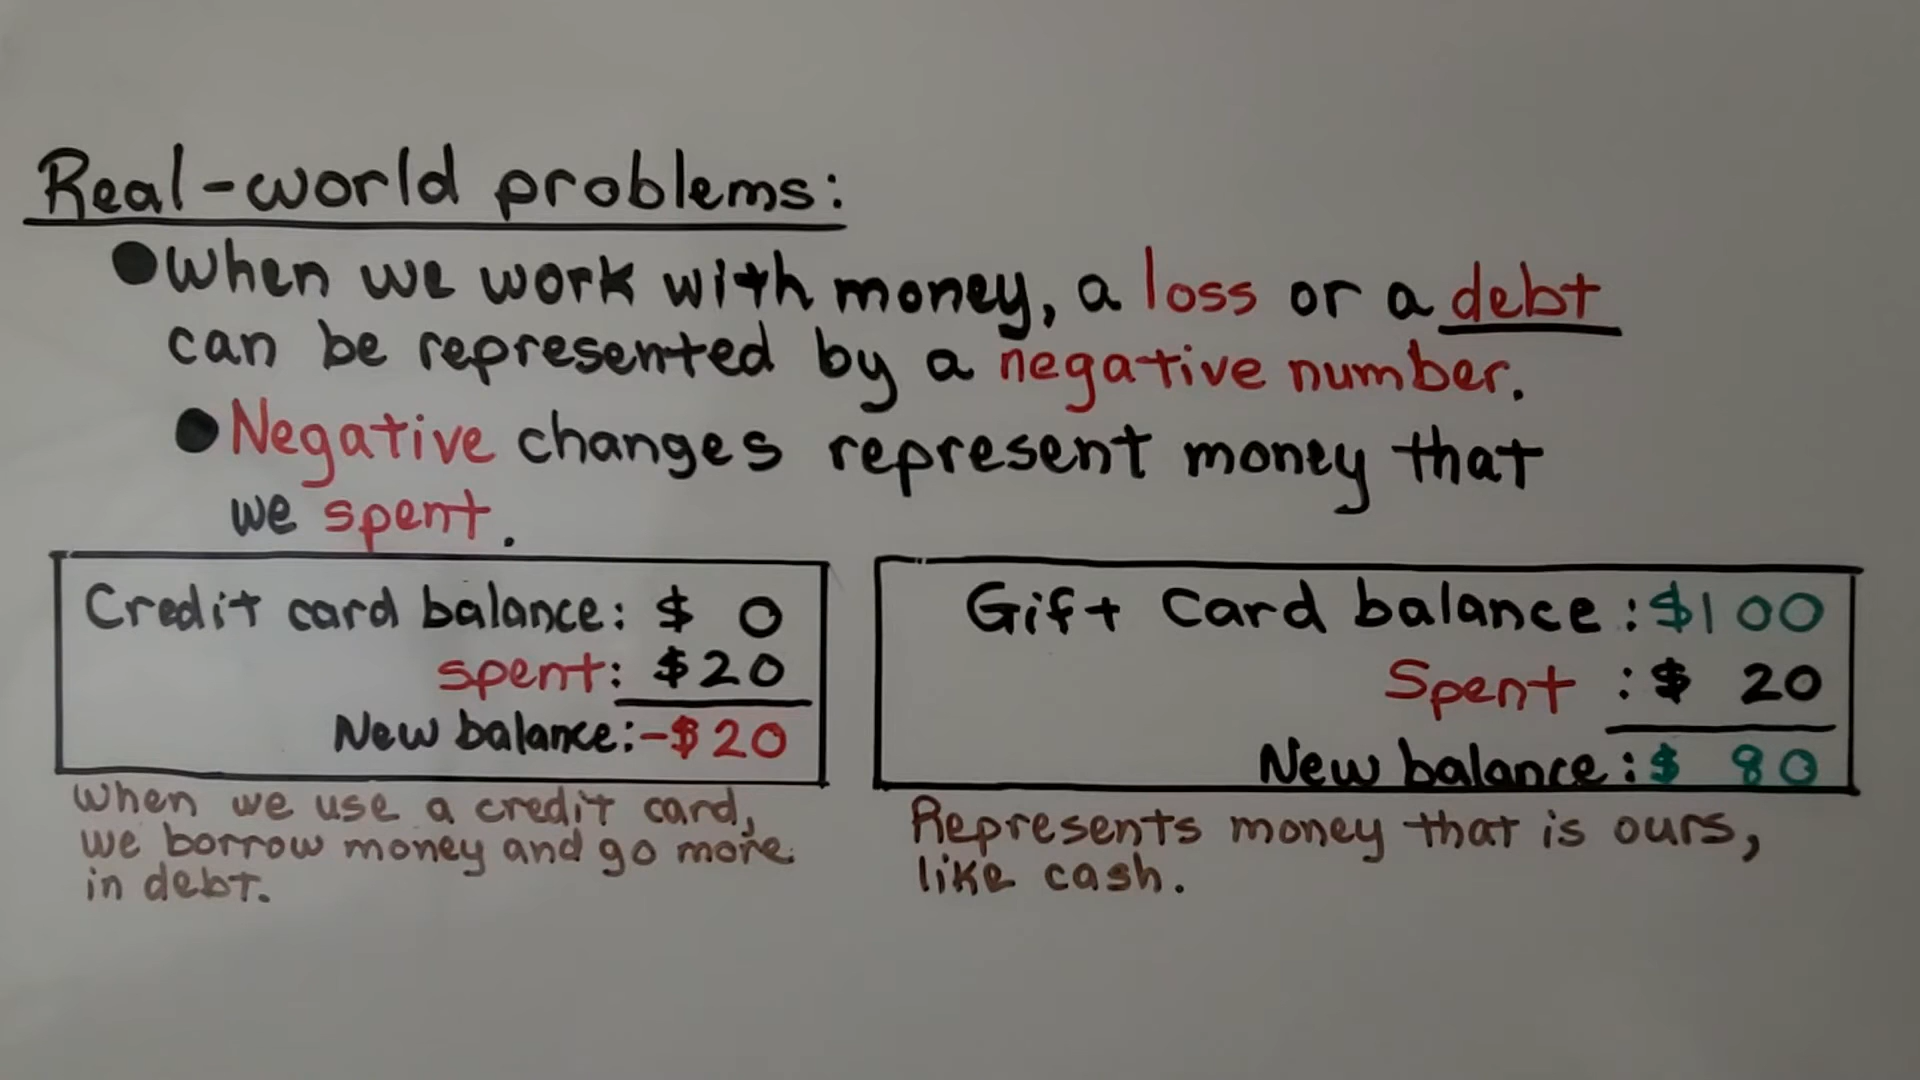 Real-world problems:
●When we work with money, a loss or a debt
can be represented by a negative number.
●Negative changes represent money that
we spent.
Credit card balance: $ 0
spent: $20
New balance: -$20
When we use a credit card,
we borrow money and go more
in debt.
Gift Card balance: $100
Spent : $ 20
New balance: $ 80
Represents money that is ours,
like cash.